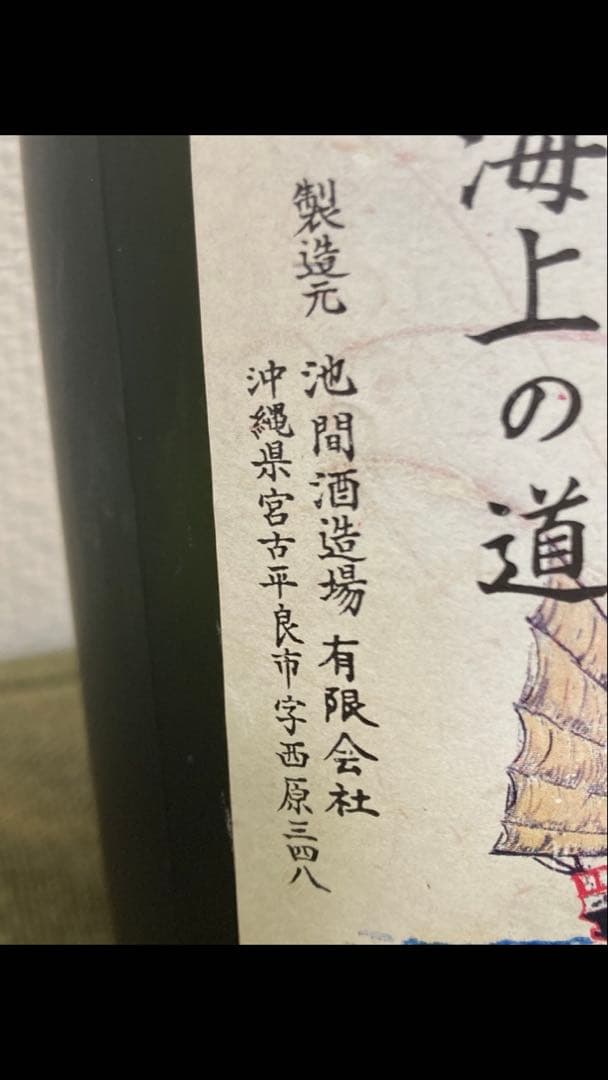 海上の道
製造元 池間酒造場 有限会社
沖縄県宮古平良市字西原三四八